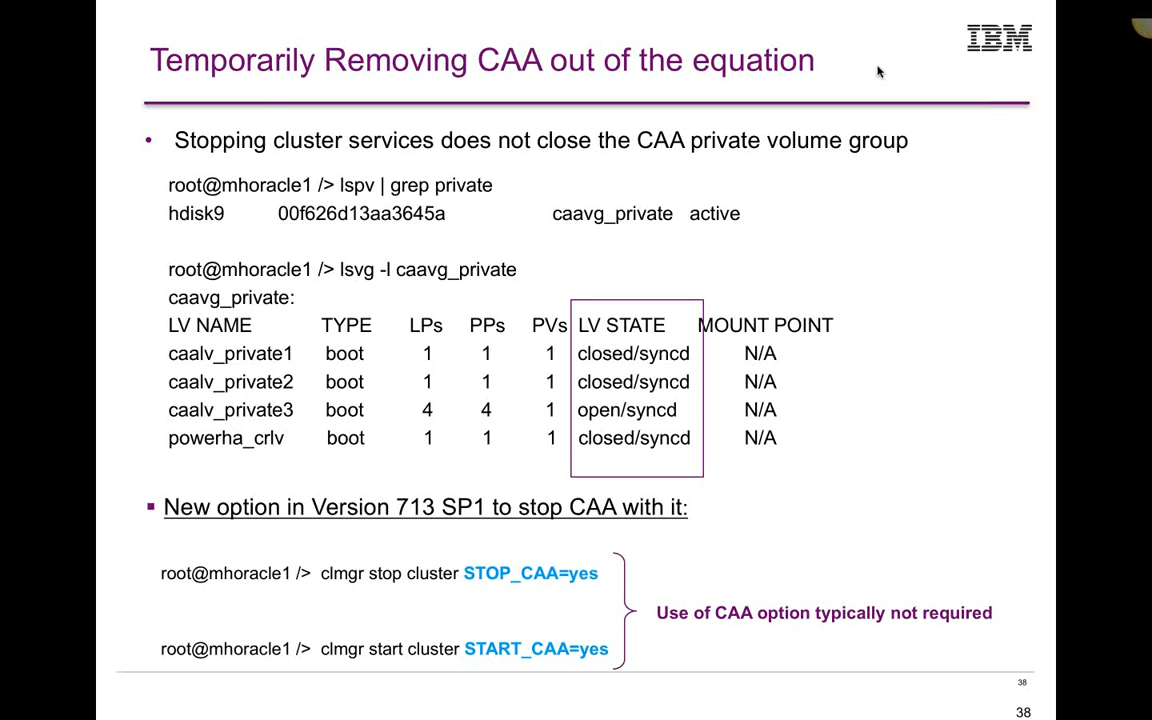 IBM
Temporarily Removing CAA out of the equation
• Stopping cluster services does not close the CAA private volume group
root@mhoracle1 /> lspv | grep private
hdisk9 00f626d13aa3645a caavg_private active
root@mhoracle1 /> lsvg -l caavg_private
caavg_private:
LV NAME TYPE LPs PPs PVs LV STATE MOUNT POINT
caalv_private1 boot 1 1 1 closed/syncd N/A
caalv_private2 boot 1 1 1 closed/syncd N/A
caalv_private3 boot 4 4 1 open/syncd N/A
powerha_crlv boot 1 1 1 closed/syncd N/A
▪ New option in Version 713 SP1 to stop CAA with it:
root@mhoracle1 /> clmgr stop cluster STOP_CAA=yes
Use of CAA option typically not required
root@mhoracle1 /> clmgr start cluster START_CAA=yes
38
38